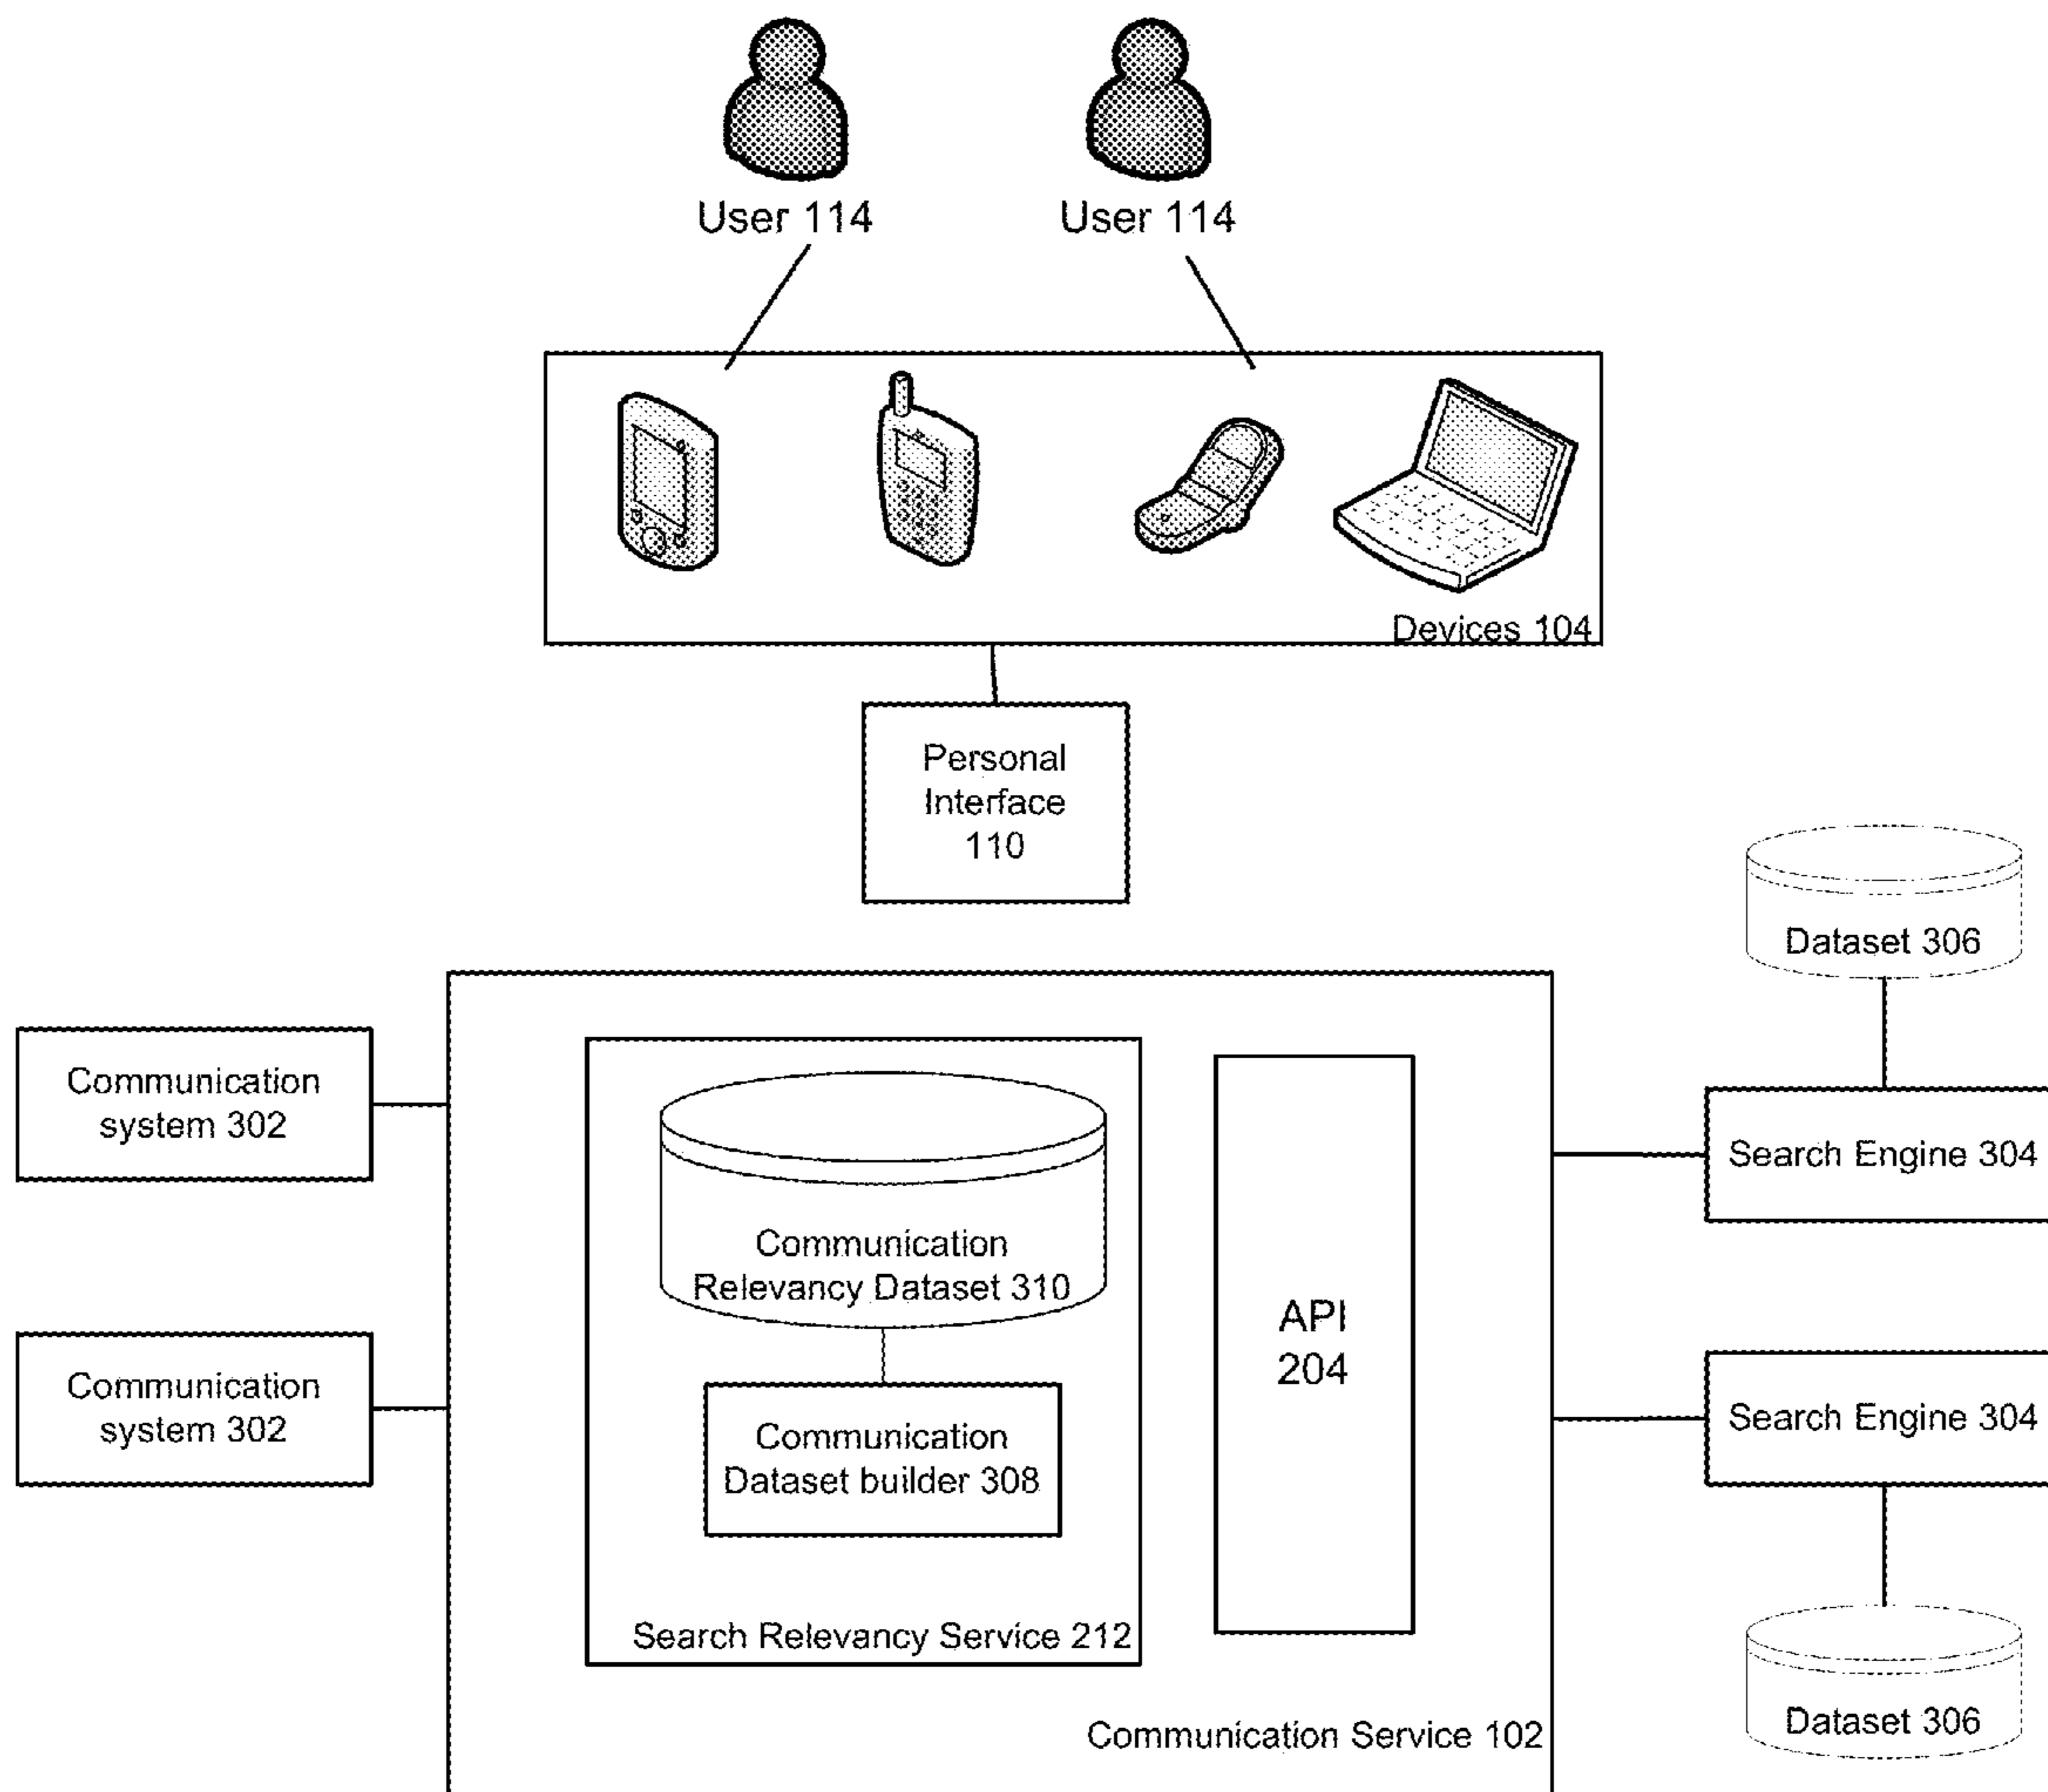 User 114
User 114
Devices 104
Personal
Interface
110
Dataset 306
Communication
system 302
Search Engine 304
Communication
Relevancy Dataset 310
API
204
Communication
system 302
Search Engine 304
Communication
Dataset builder 308
Search Relevancy Service 212
Dataset 306
Communication Service 102